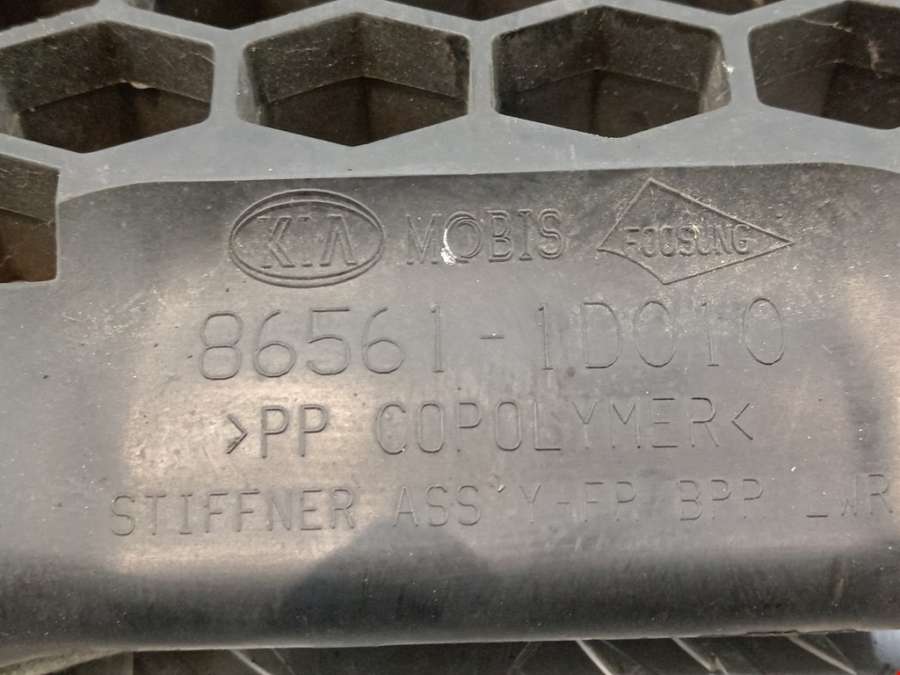 KIA MOBIS FOOSUNG
86561-1D010
>PP COPOLYMER<
STIFFNER ASS'Y-FR BPR LWR